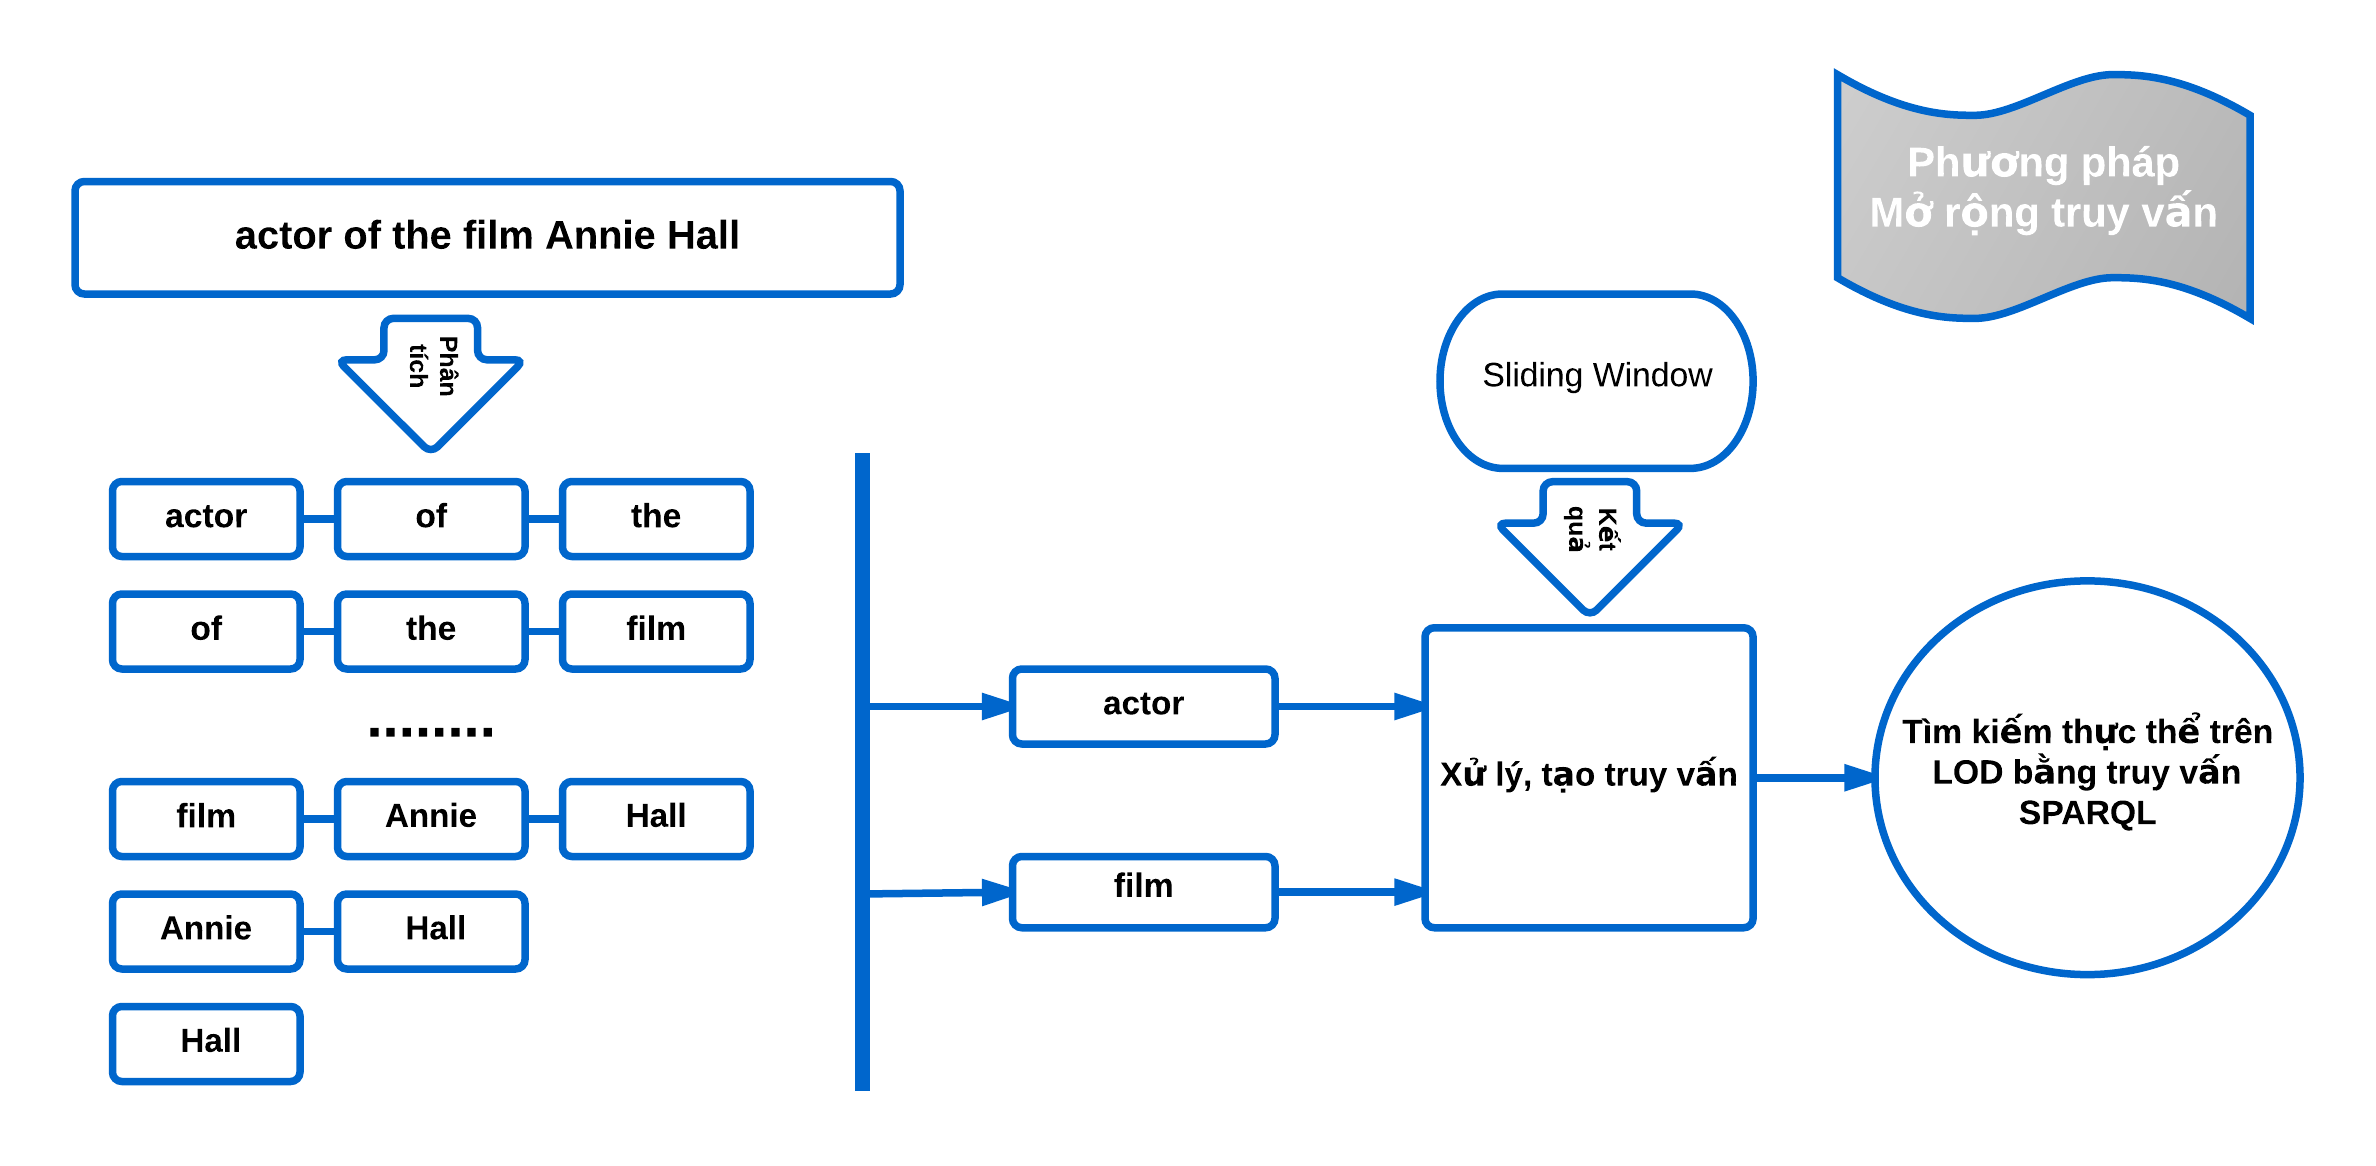 Phương pháp
Mở rộng truy vấn
actor of the film Annie Hall
Phân
tích
actor of the
of the film
........
film Annie Hall
Annie Hall
Hall
actor
film
Sliding Window
Kết
quả
Xử lý, tạo truy vấn
Tìm kiếm thực thể trên
LOD bằng truy vấn
SPARQL